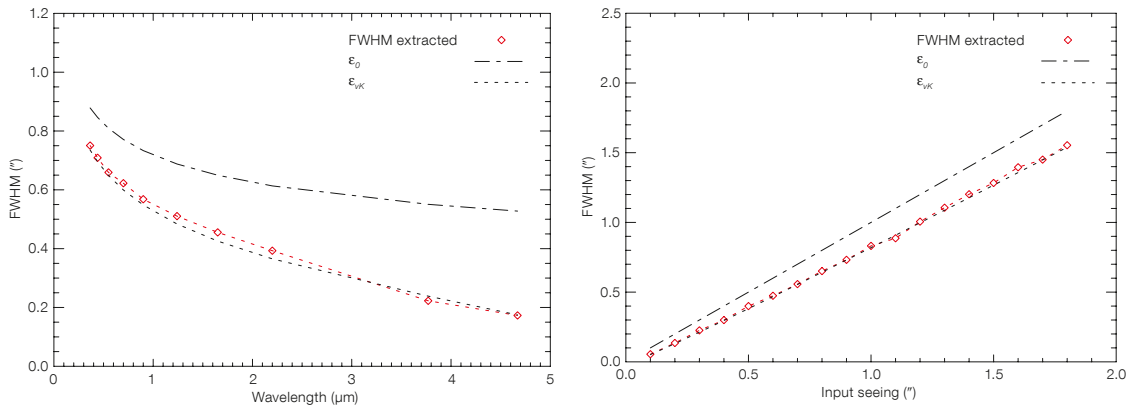 1.2
1.0
0.8
0.6
0.4
0.2
0.0
FWHM (″)
FWHM extracted
ε0
εvK
0 1 2 3 4 5
Wavelength (µm)
2.5
2.0
1.5
1.0
0.5
0.0
FWHM (″)
FWHM extracted
ε0
εvK
0.0 0.5 1.0 1.5 2.0
Input seeing (″)